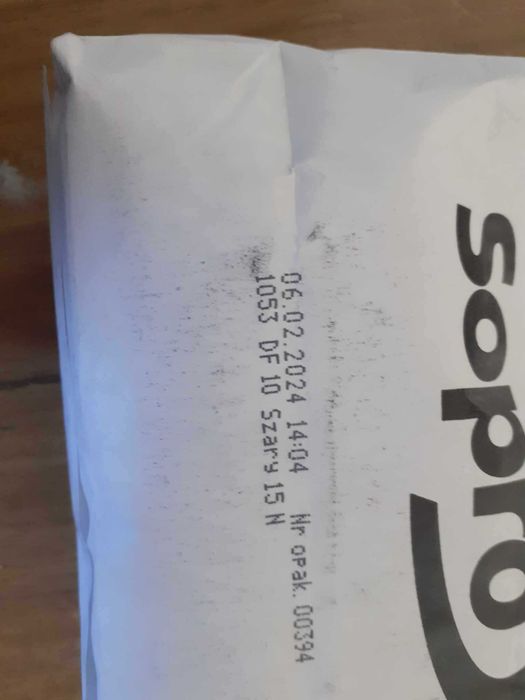 06.02.2024 14:04 Nr opak. 00394
1053 DF 10 Szary 15 N
sopro